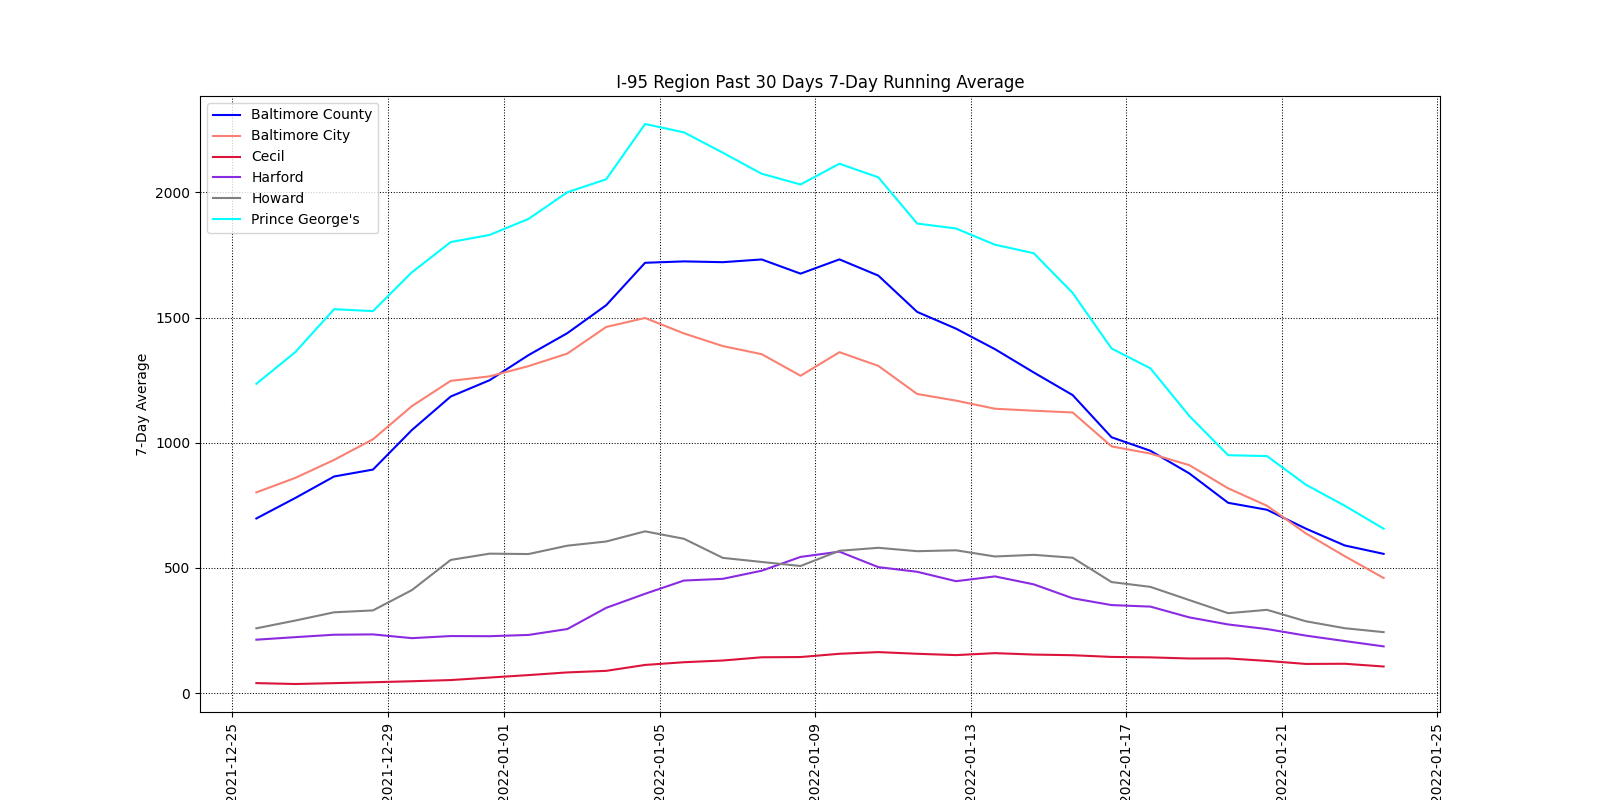 I-95 Region Past 30 Days 7-Day Running Average
Baltimore County
Baltimore City
Cecil
Harford
Howard
Prince George's
7-Day Average
2000
1500
1000
500
0
2021-12-25
2021-12-29
2022-01-01
2022-01-05
2022-01-09
2022-01-13
2022-01-17
2022-01-21
2022-01-25